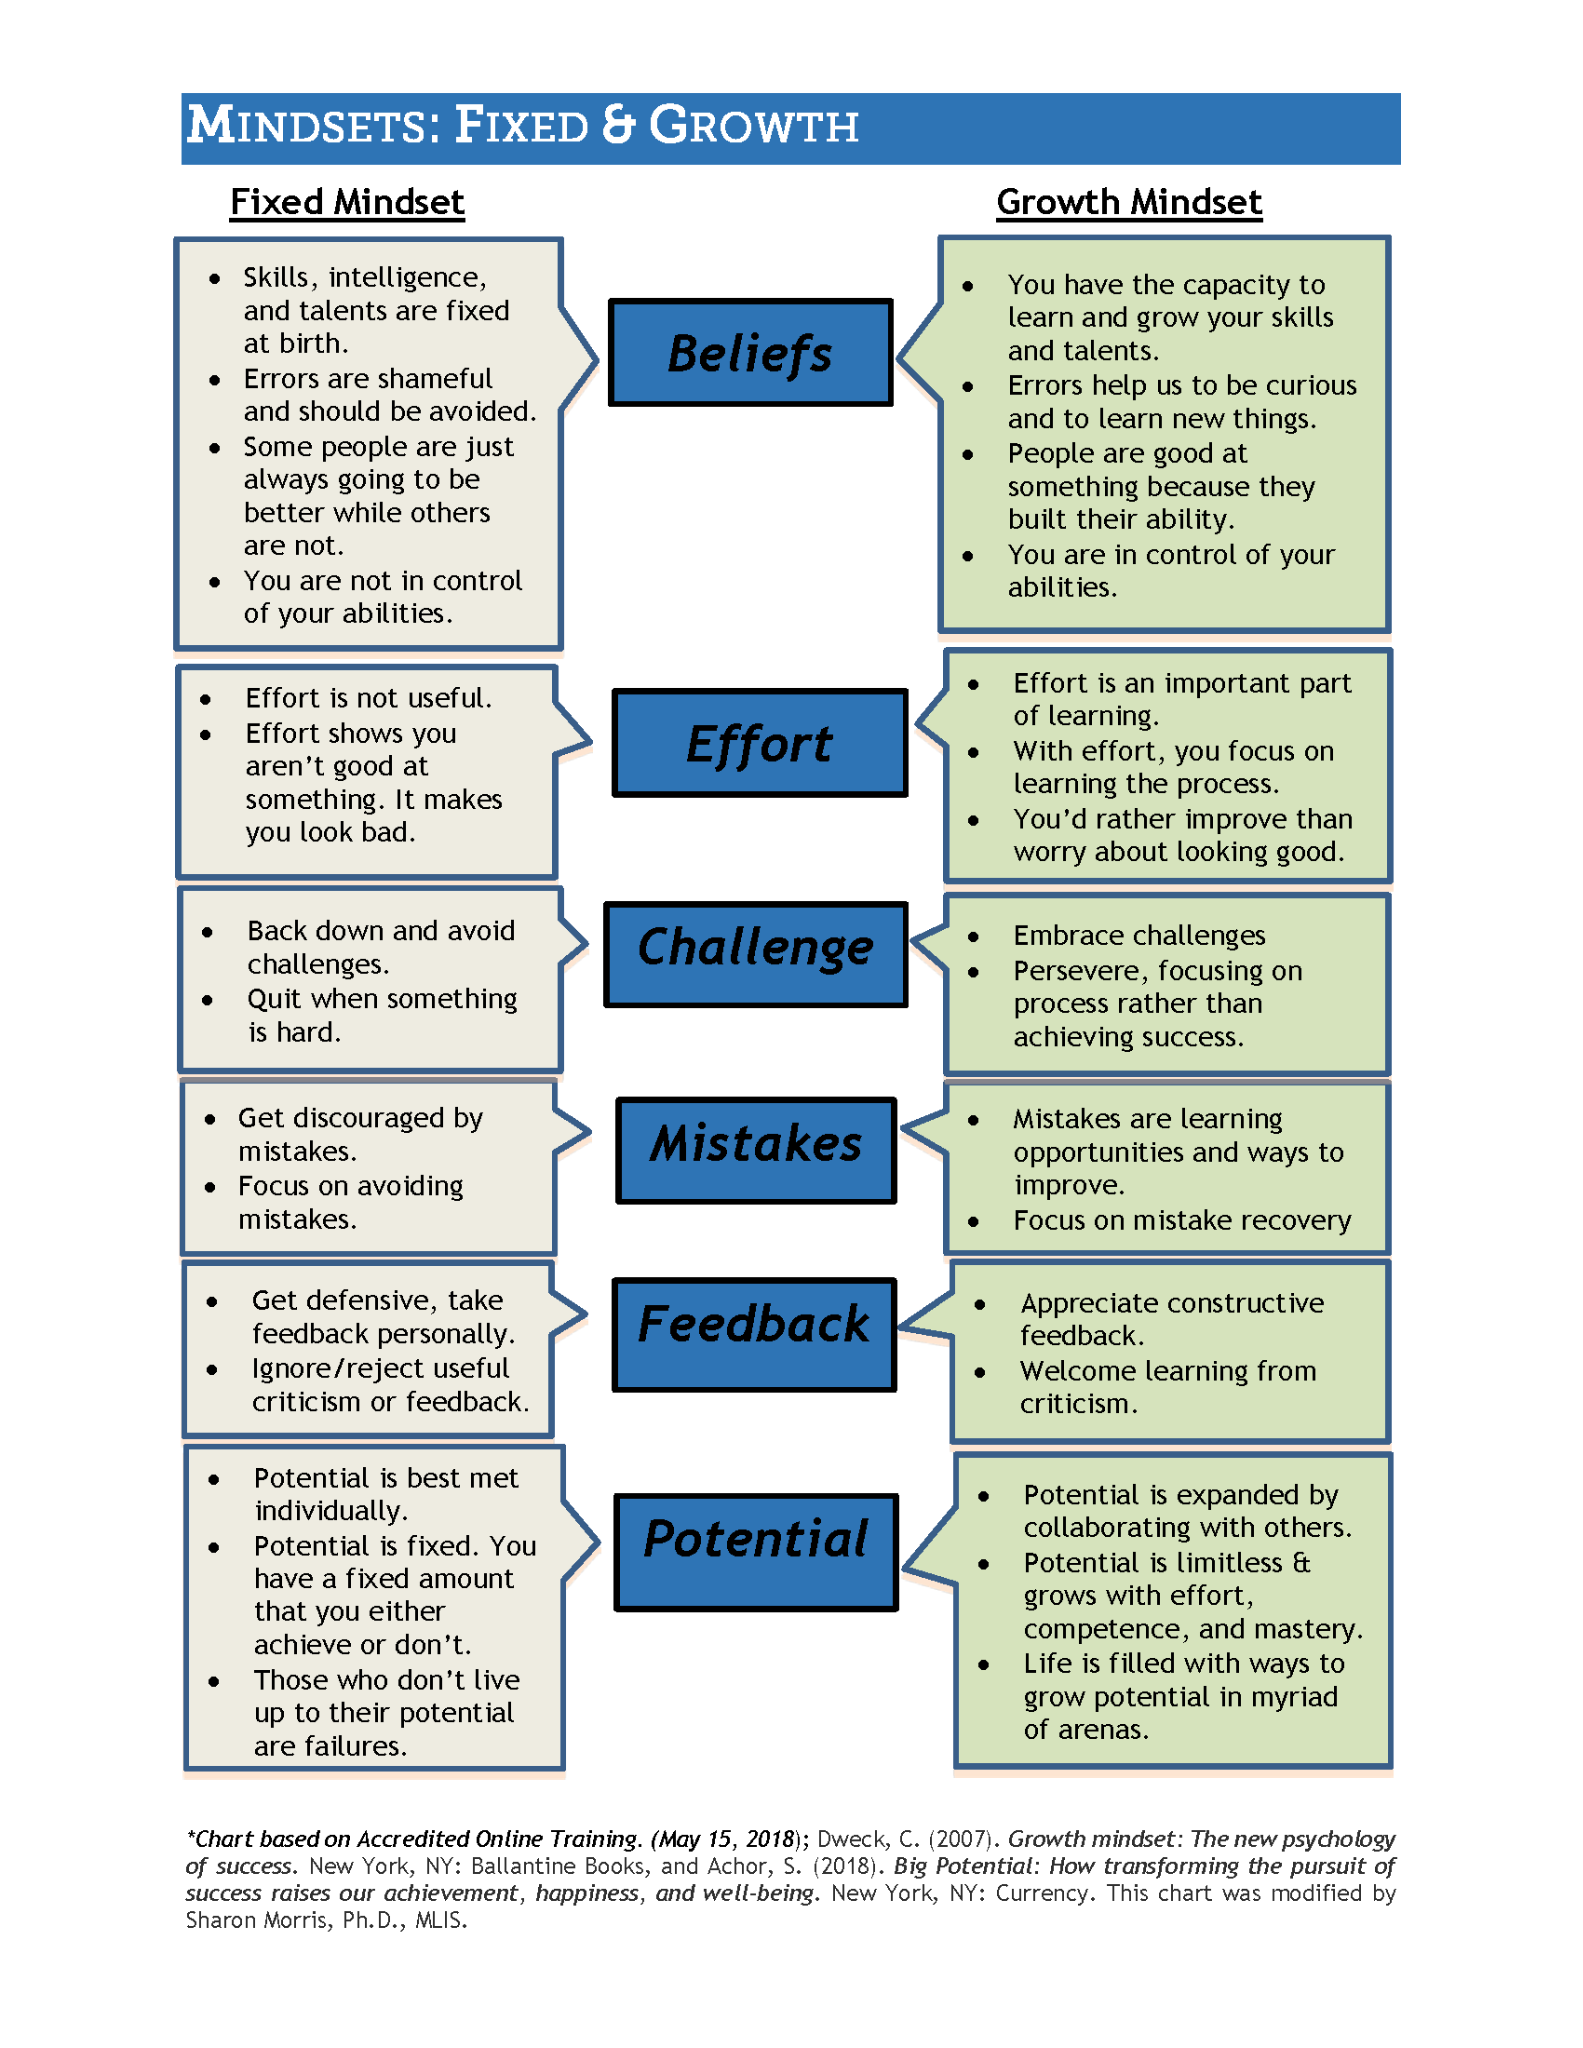 MINDSETS: FIXED & GROWTH
Fixed Mindset
Growth Mindset
• Skills, intelligence,
and talents are fixed
at birth.
• Errors are shameful
and should be avoided.
• Some people are just
always going to be
better while others
are not.
• You are not in control
of your abilities.
Beliefs
• You have the capacity to
learn and grow your skills
and talents.
• Errors help us to be curious
and to learn new things.
• People are good at
something because they
built their ability.
• You are in control of your
abilities.
• Effort is not useful.
• Effort shows you
aren’t good at
something. It makes
you look bad.
Effort
• Effort is an important part
of learning.
• With effort, you focus on
learning the process.
• You’d rather improve than
worry about looking good.
• Back down and avoid
challenges.
• Quit when something
is hard.
Challenge
• Embrace challenges
• Persevere, focusing on
process rather than
achieving success.
• Get discouraged by
mistakes.
• Focus on avoiding
mistakes.
Mistakes
• Mistakes are learning
opportunities and ways to
improve.
• Focus on mistake recovery
• Get defensive, take
feedback personally.
• Ignore/reject useful
criticism or feedback.
Feedback
• Appreciate constructive
feedback.
• Welcome learning from
criticism.
• Potential is best met
individually.
• Potential is fixed. You
have a fixed amount
that you either
achieve or don’t.
• Those who don’t live
up to their potential
are failures.
Potential
• Potential is expanded by
collaborating with others.
• Potential is limitless &
grows with effort,
competence, and mastery.
• Life is filled with ways to
grow potential in myriad
of arenas.
*Chart based on Accredited Online Training. (May 15, 2018); Dweck, C. (2007). Growth mindset: The new psychology
of success. New York, NY: Ballantine Books, and Achor, S. (2018). Big Potential: How transforming the pursuit of
success raises our achievement, happiness, and well-being. New York, NY: Currency. This chart was modified by
Sharon Morris, Ph.D., MLIS.